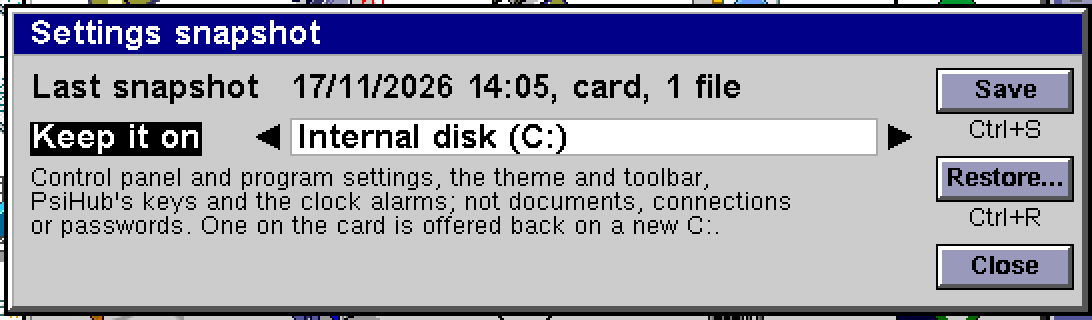 Settings snapshot
Last snapshot 17/11/2026 14:05, card, 1 file
Save
Ctrl+S
Keep it on Internal disk (C:)
Control panel and program settings, the theme and toolbar,
PsiHub's keys and the clock alarms; not documents, connections
or passwords. One on the card is offered back on a new C:.
Restore...
Ctrl+R
Close